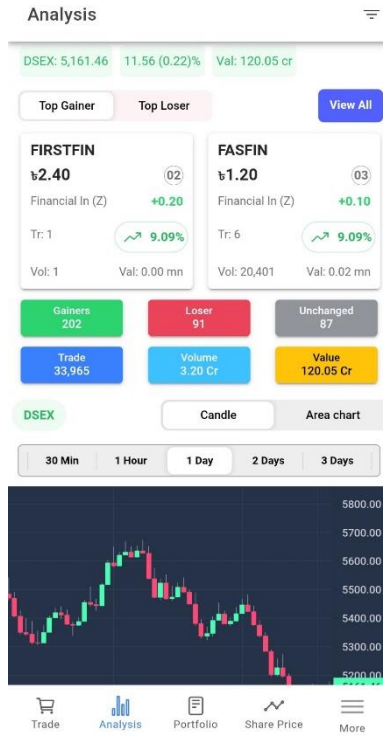 Analysis
DSEX: 5,161.46 11.56 (0.22)% Val: 120.05 cr
Top Gainer Top Loser View All
FIRSTFIN FASFIN
৳2.40 02 ৳1.20 03
Financial In (Z) +0.20 Financial In (Z) +0.10
Tr: 1 9.09% Tr: 6 9.09%
Vol: 1 Val: 0.00 mn Vol: 20,401 Val: 0.02 mn
Gainers Loser Unchanged
202 91 87
Trade Volume Value
33,965 3.20 Cr 120.05 Cr
DSEX Candle Area chart
30 Min 1 Hour 1 Day 2 Days 3 Days
5800.00
5700.00
5600.00
5500.00
5400.00
5300.00
5200.00
Trade Analysis Portfolio Share Price More